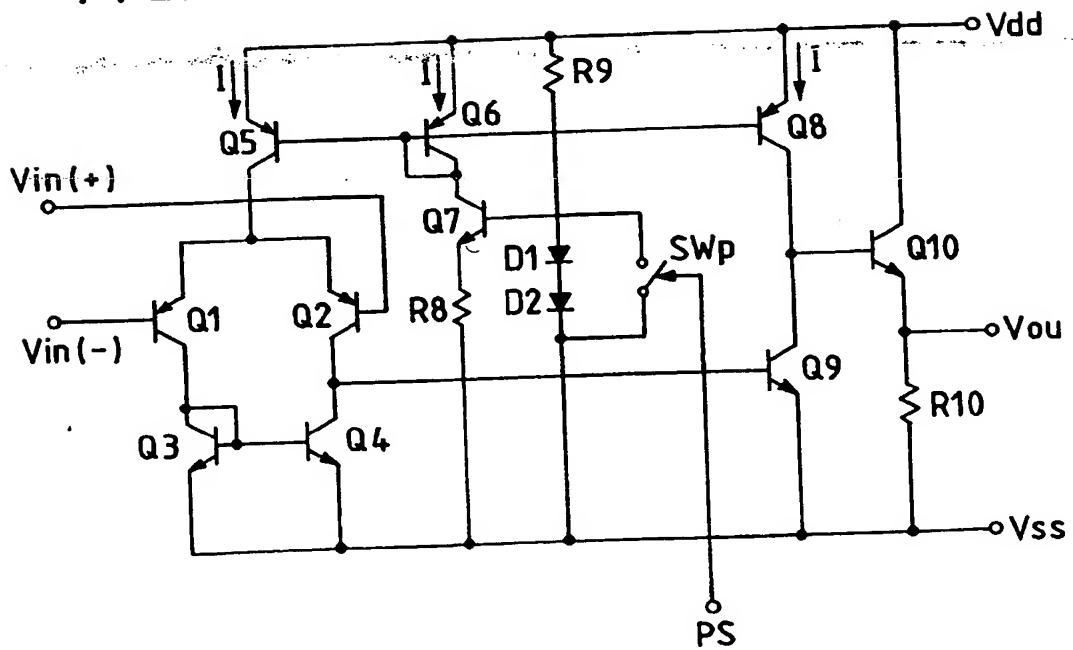 Vdd
I
I
I
R9
Q6
Q8
Q5
Vin(+)
Q7
SWp
Q10
D1
Q1
Q2
R8
D2
Vou
Vin(-)
Q9
R10
Q3
Q4
Vss
PS